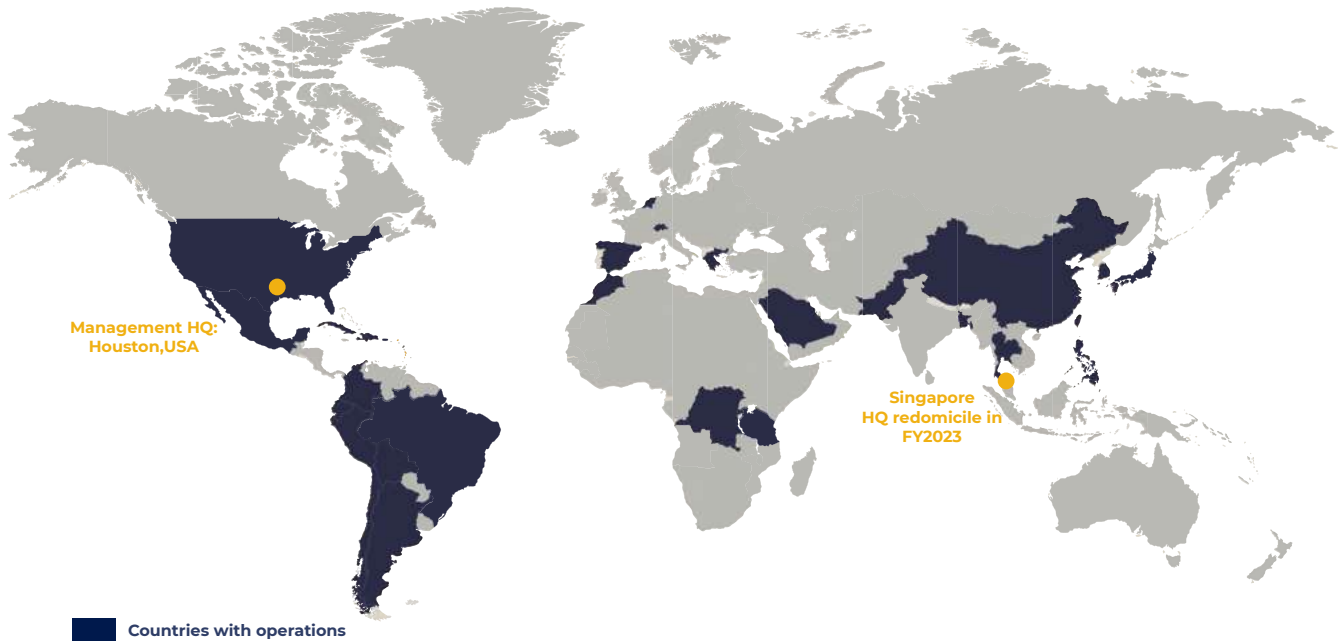 Management HQ:
Houston,USA
Singapore
HQ redomicile in
FY2023
Countries with operations